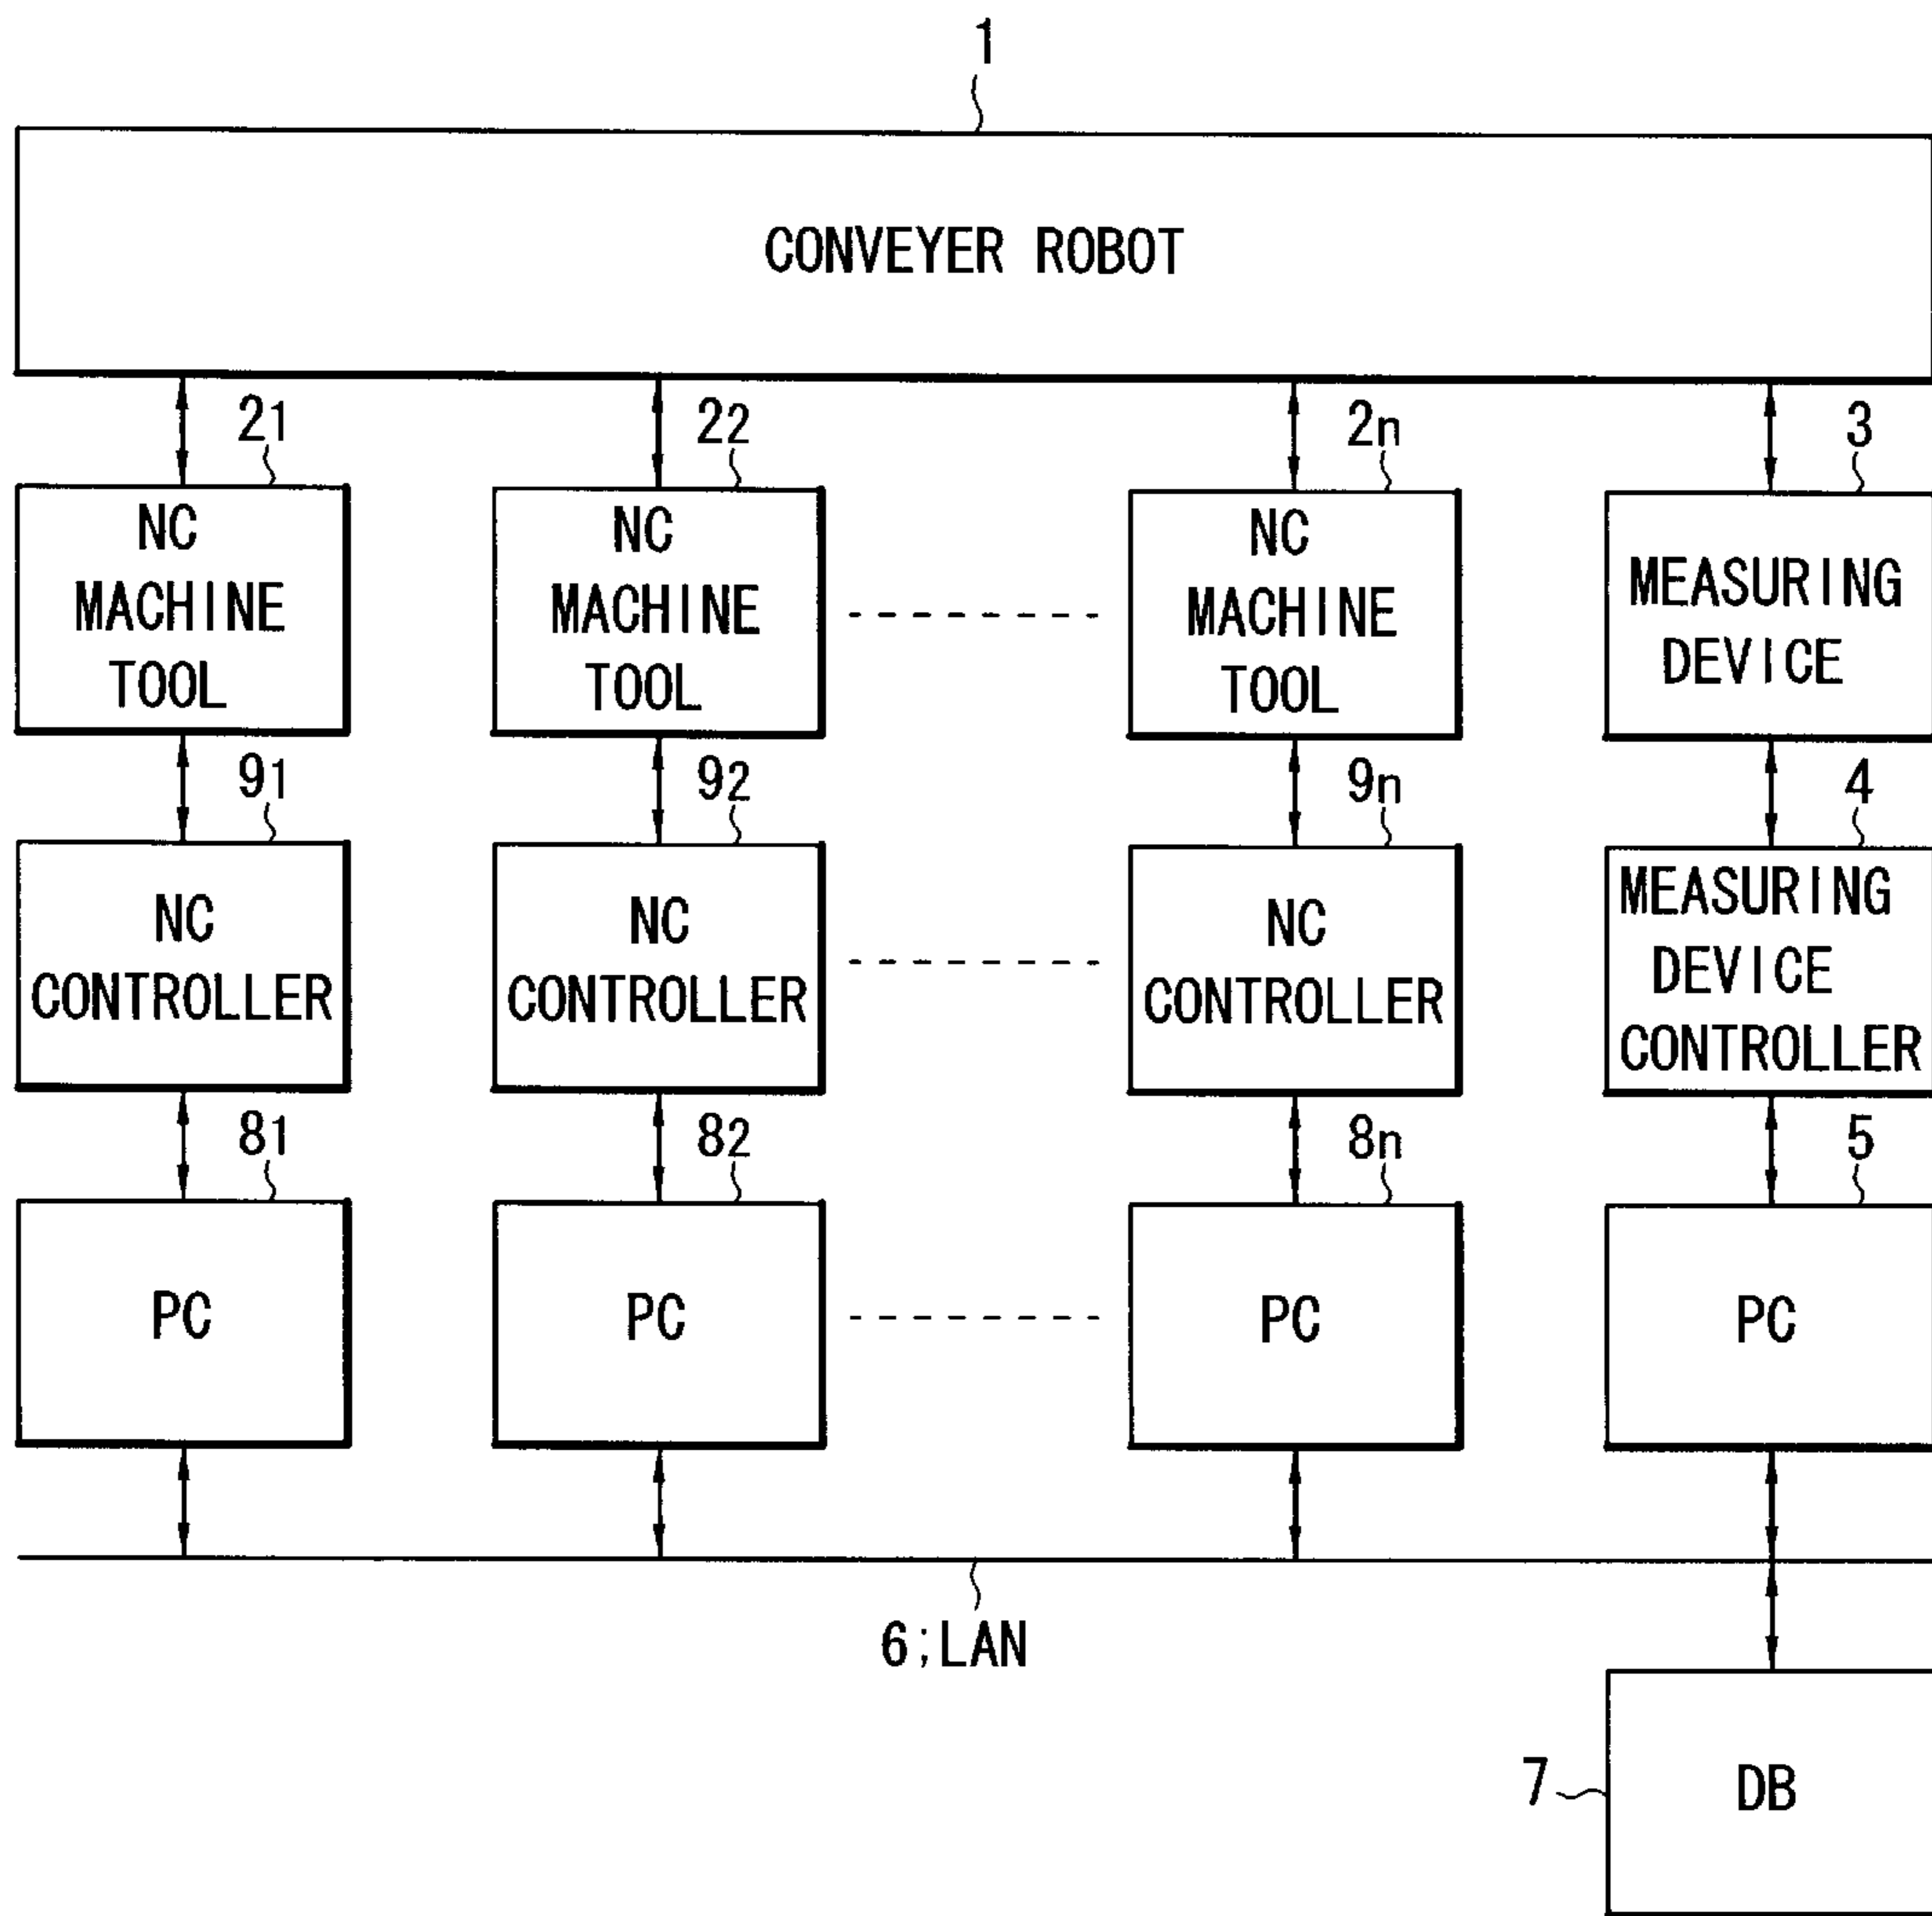 1
CONVEYER ROBOT
21
22
2n
3
NC
MACHINE
TOOL
NC
MACHINE
TOOL
NC
MACHINE
TOOL
MEASURING
DEVICE
91
92
9n
4
NC
CONTROLLER
NC
CONTROLLER
NC
CONTROLLER
MEASURING
DEVICE
CONTROLLER
81
82
8n
5
PC
PC
PC
PC
6;LAN
7
DB